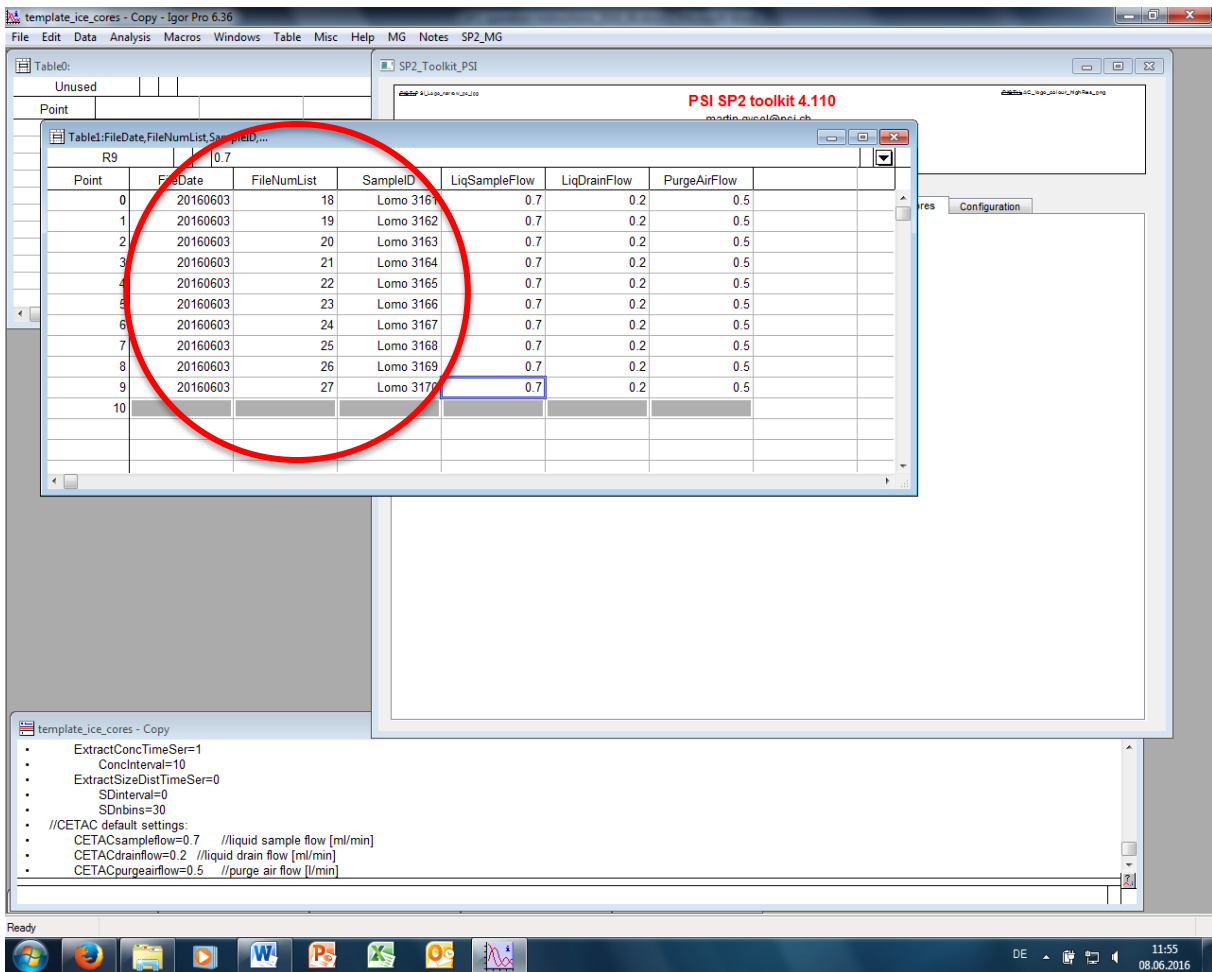 template_ice_cores - Copy - Igor Pro 6.36
File Edit Data Analysis Macros Windows Table Misc Help MG Notes SP2_MG
Table0:
Unused
Point
SP2_Toolkit_PSI
PSI SP2 toolkit 4.110
martin.gysel@psi.ch
Configuration
Table1:FileDate,FileNumList,SampleID,...
R9 0.7
Point FileDate FileNumList SampleID LiqSampleFlow LiqDrainFlow PurgeAirFlow
0 20160603 18 Lomo 3161 0.7 0.2 0.5
1 20160603 19 Lomo 3162 0.7 0.2 0.5
2 20160603 20 Lomo 3163 0.7 0.2 0.5
3 20160603 21 Lomo 3164 0.7 0.2 0.5
4 20160603 22 Lomo 3165 0.7 0.2 0.5
5 20160603 23 Lomo 3166 0.7 0.2 0.5
6 20160603 24 Lomo 3167 0.7 0.2 0.5
7 20160603 25 Lomo 3168 0.7 0.2 0.5
8 20160603 26 Lomo 3169 0.7 0.2 0.5
9 20160603 27 Lomo 3170 0.7 0.2 0.5
10
template_ice_cores - Copy
• ExtractConcTimeSer=1
• ConcInterval=10
• ExtractSizeDistTimeSer=0
• SDinterval=0
• SDnbins=30
• //CETAC default settings:
• CETACsampleflow=0.7 //liquid sample flow [ml/min]
• CETACdrainflow=0.2 //liquid drain flow [ml/min]
• CETACpurgeairflow=0.5 //purge air flow [l/min]
Ready
DE
11:55
08.06.2016